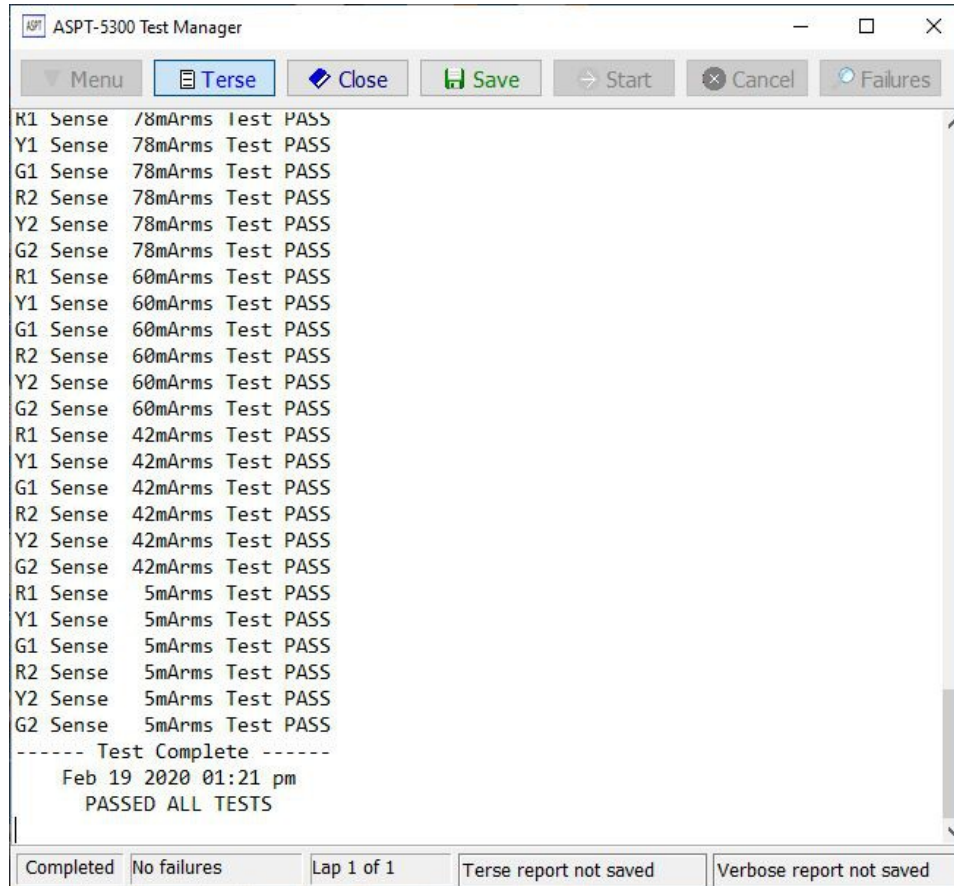 ASPT ASPT-5300 Test Manager
Menu Terse Close Save Start Cancel Failures
R1 Sense  78mArms Test PASS
Y1 Sense  78mArms Test PASS
G1 Sense  78mArms Test PASS
R2 Sense  78mArms Test PASS
Y2 Sense  78mArms Test PASS
G2 Sense  78mArms Test PASS
R1 Sense  60mArms Test PASS
Y1 Sense  60mArms Test PASS
G1 Sense  60mArms Test PASS
R2 Sense  60mArms Test PASS
Y2 Sense  60mArms Test PASS
G2 Sense  60mArms Test PASS
R1 Sense  42mArms Test PASS
Y1 Sense  42mArms Test PASS
G1 Sense  42mArms Test PASS
R2 Sense  42mArms Test PASS
Y2 Sense  42mArms Test PASS
G2 Sense  42mArms Test PASS
R1 Sense   5mArms Test PASS
Y1 Sense   5mArms Test PASS
G1 Sense   5mArms Test PASS
R2 Sense   5mArms Test PASS
Y2 Sense   5mArms Test PASS
G2 Sense   5mArms Test PASS
------ Test Complete ------
Feb 19 2020 01:21 pm
PASSED ALL TESTS
Completed No failures Lap 1 of 1 Terse report not saved Verbose report not saved